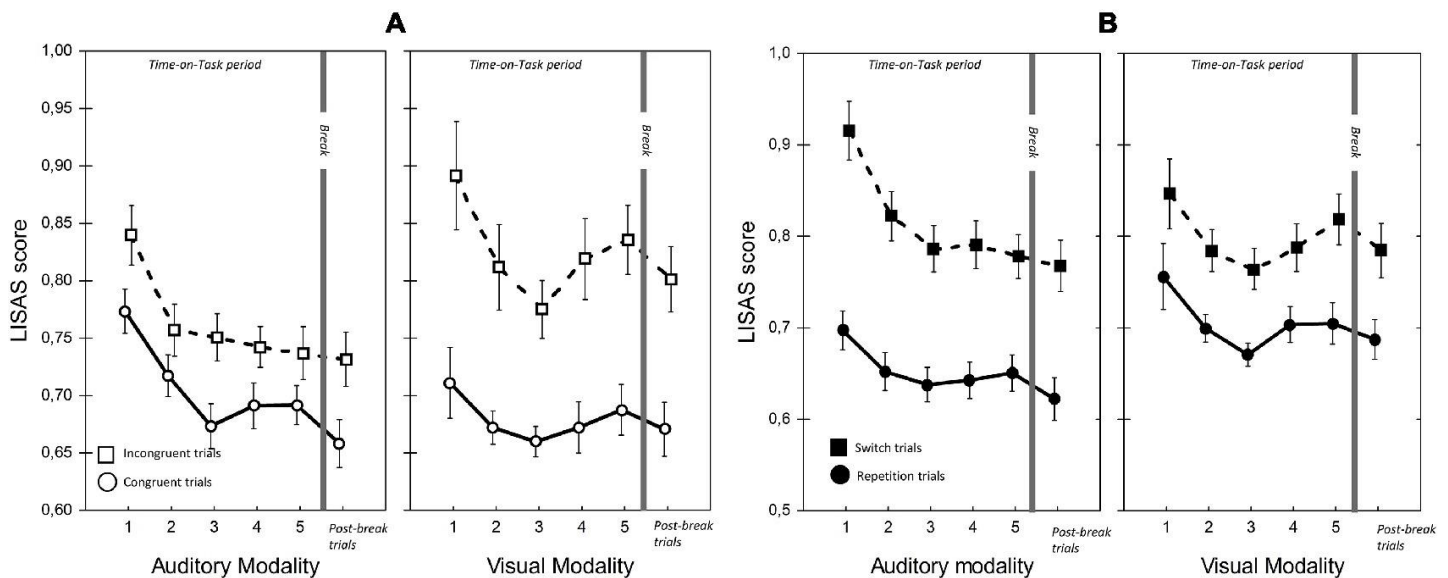 A
B
1,00
0,95
0,90
0,85
0,80
0,75
0,70
0,65
0,60
LISAS score
Time-on-Task period
Break
Incongruent trials
Congruent trials
1 2 3 4 5 Post-break trials
Auditory Modality
Time-on-Task period
Break
1 2 3 4 5 Post-break trials
Visual Modality
1,0
0,9
0,8
0,7
0,6
0,5
LISAS score
Time-on-Task period
Break
Switch trials
Repetition trials
1 2 3 4 5 Post-break trials
Auditory modality
Time-on-Task period
Break
1 2 3 4 5 Post-break trials
Visual Modality